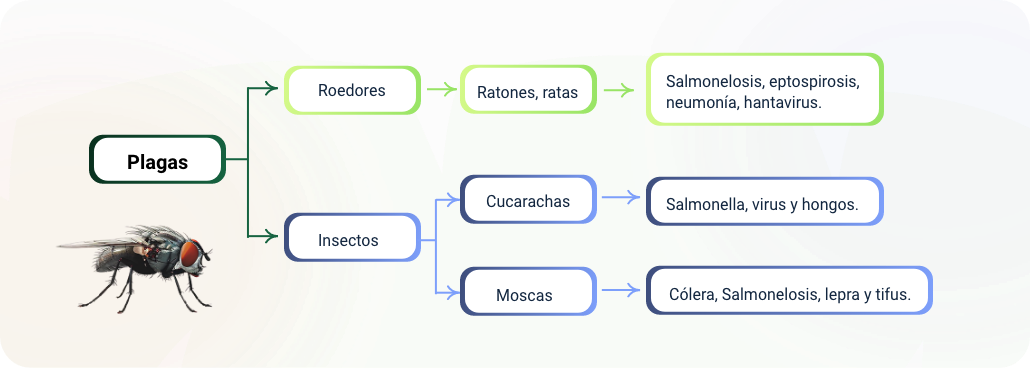 Plagas
Roedores
Ratones, ratas
Salmonelosis, eptospirosis,
neumonía, hantavirus.
Insectos
Cucarachas
Salmonella, virus y hongos.
Moscas
Cólera, Salmonelosis, lepra y tifus.